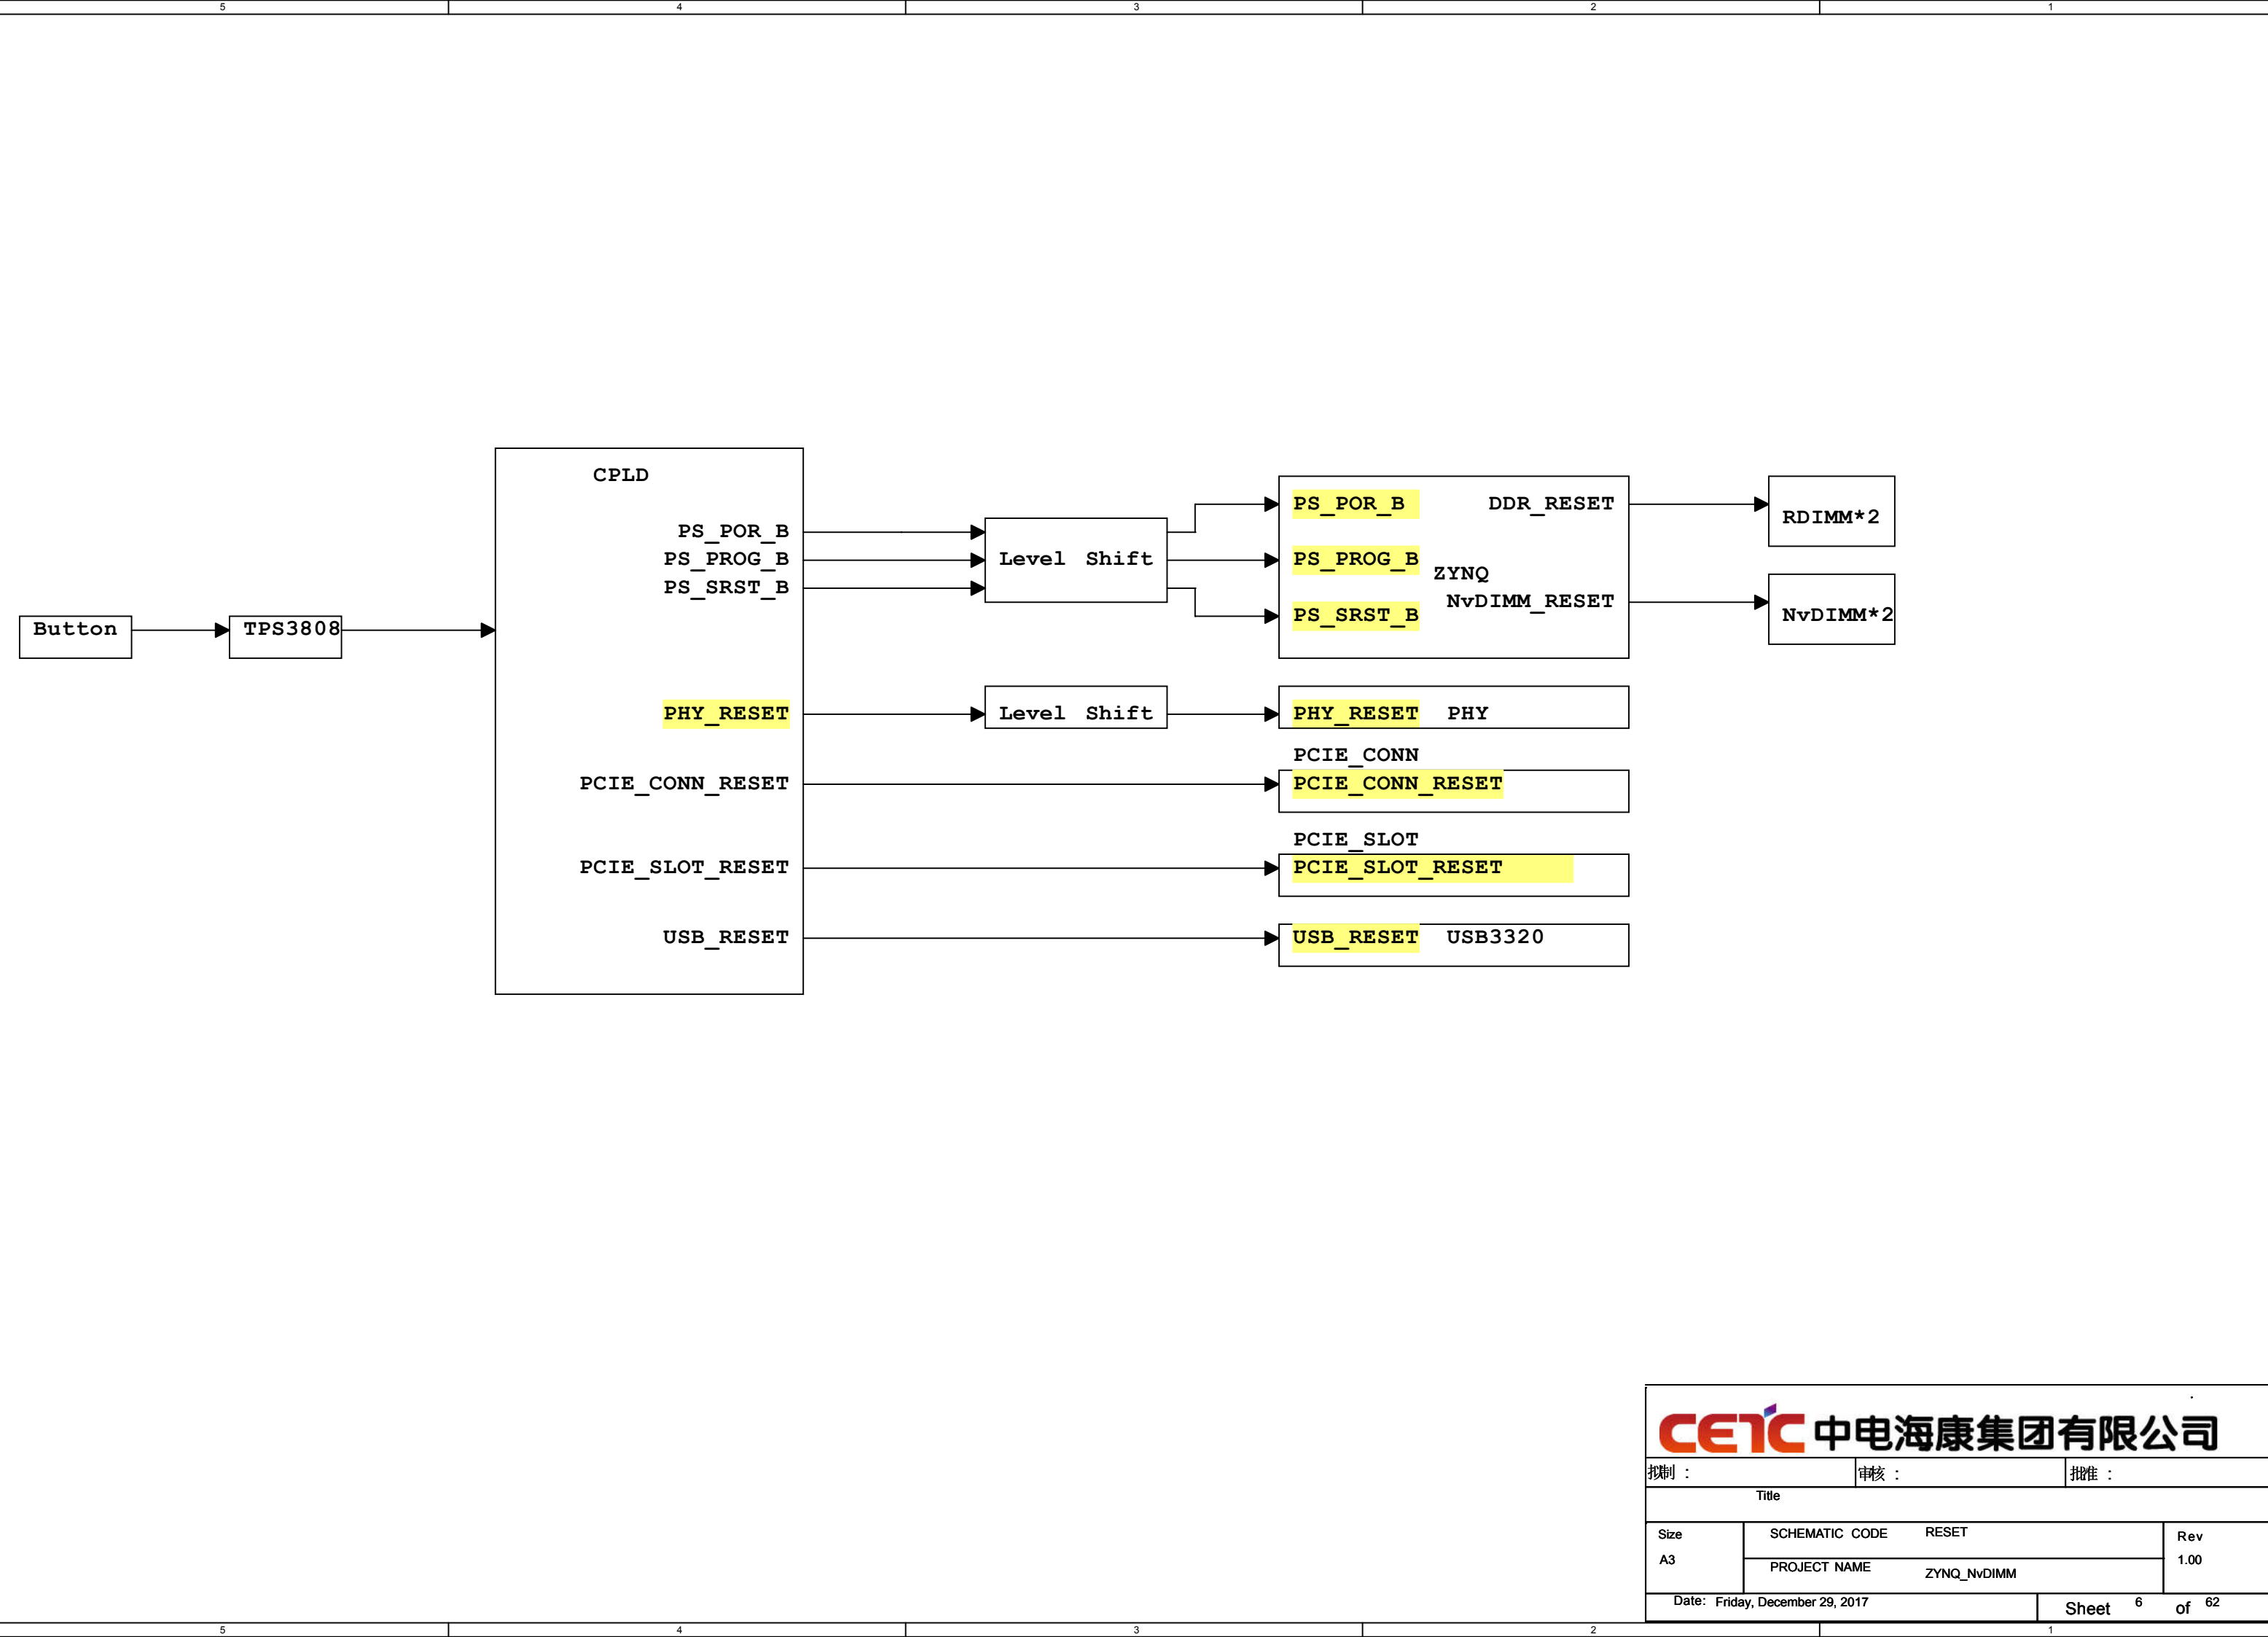 5 4 3 2 1
CPLD
PS_POR_B
PS_PROG_B
PS_SRST_B
PHY_RESET
PCIE_CONN_RESET
PCIE_SLOT_RESET
USB_RESET
Button
TPS3808
Level Shift
Level Shift
PS_POR_B DDR_RESET
PS_PROG_B
ZYNQ
NvDIMM_RESET
PS_SRST_B
RDIMM*2
NvDIMM*2
PHY_RESET PHY
PCIE_CONN
PCIE_CONN_RESET
PCIE_SLOT
PCIE_SLOT_RESET
USB_RESET USB3320
CETC 中电海康集团有限公司
拟制 : 审核 : 批准 :
Title
Size SCHEMATIC CODE RESET Rev
A3 PROJECT NAME ZYNQ_NvDIMM 1.00
Date: Friday, December 29, 2017 Sheet 6 of 62
5 4 3 2 1